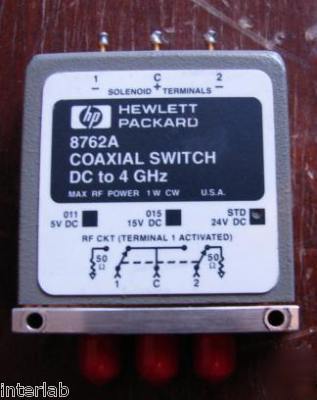 1 C 2
- SOLENOID + TERMINALS -
hp HEWLETT
PACKARD
8762A
COAXIAL SWITCH
DC to 4 GHz
MAX RF POWER 1 W CW U.S.A.
011 015 STD
5V DC 15V DC 24V DC
RF CKT (TERMINAL 1 ACTIVATED)
50 Ω 50 Ω
1 C 2
interlab